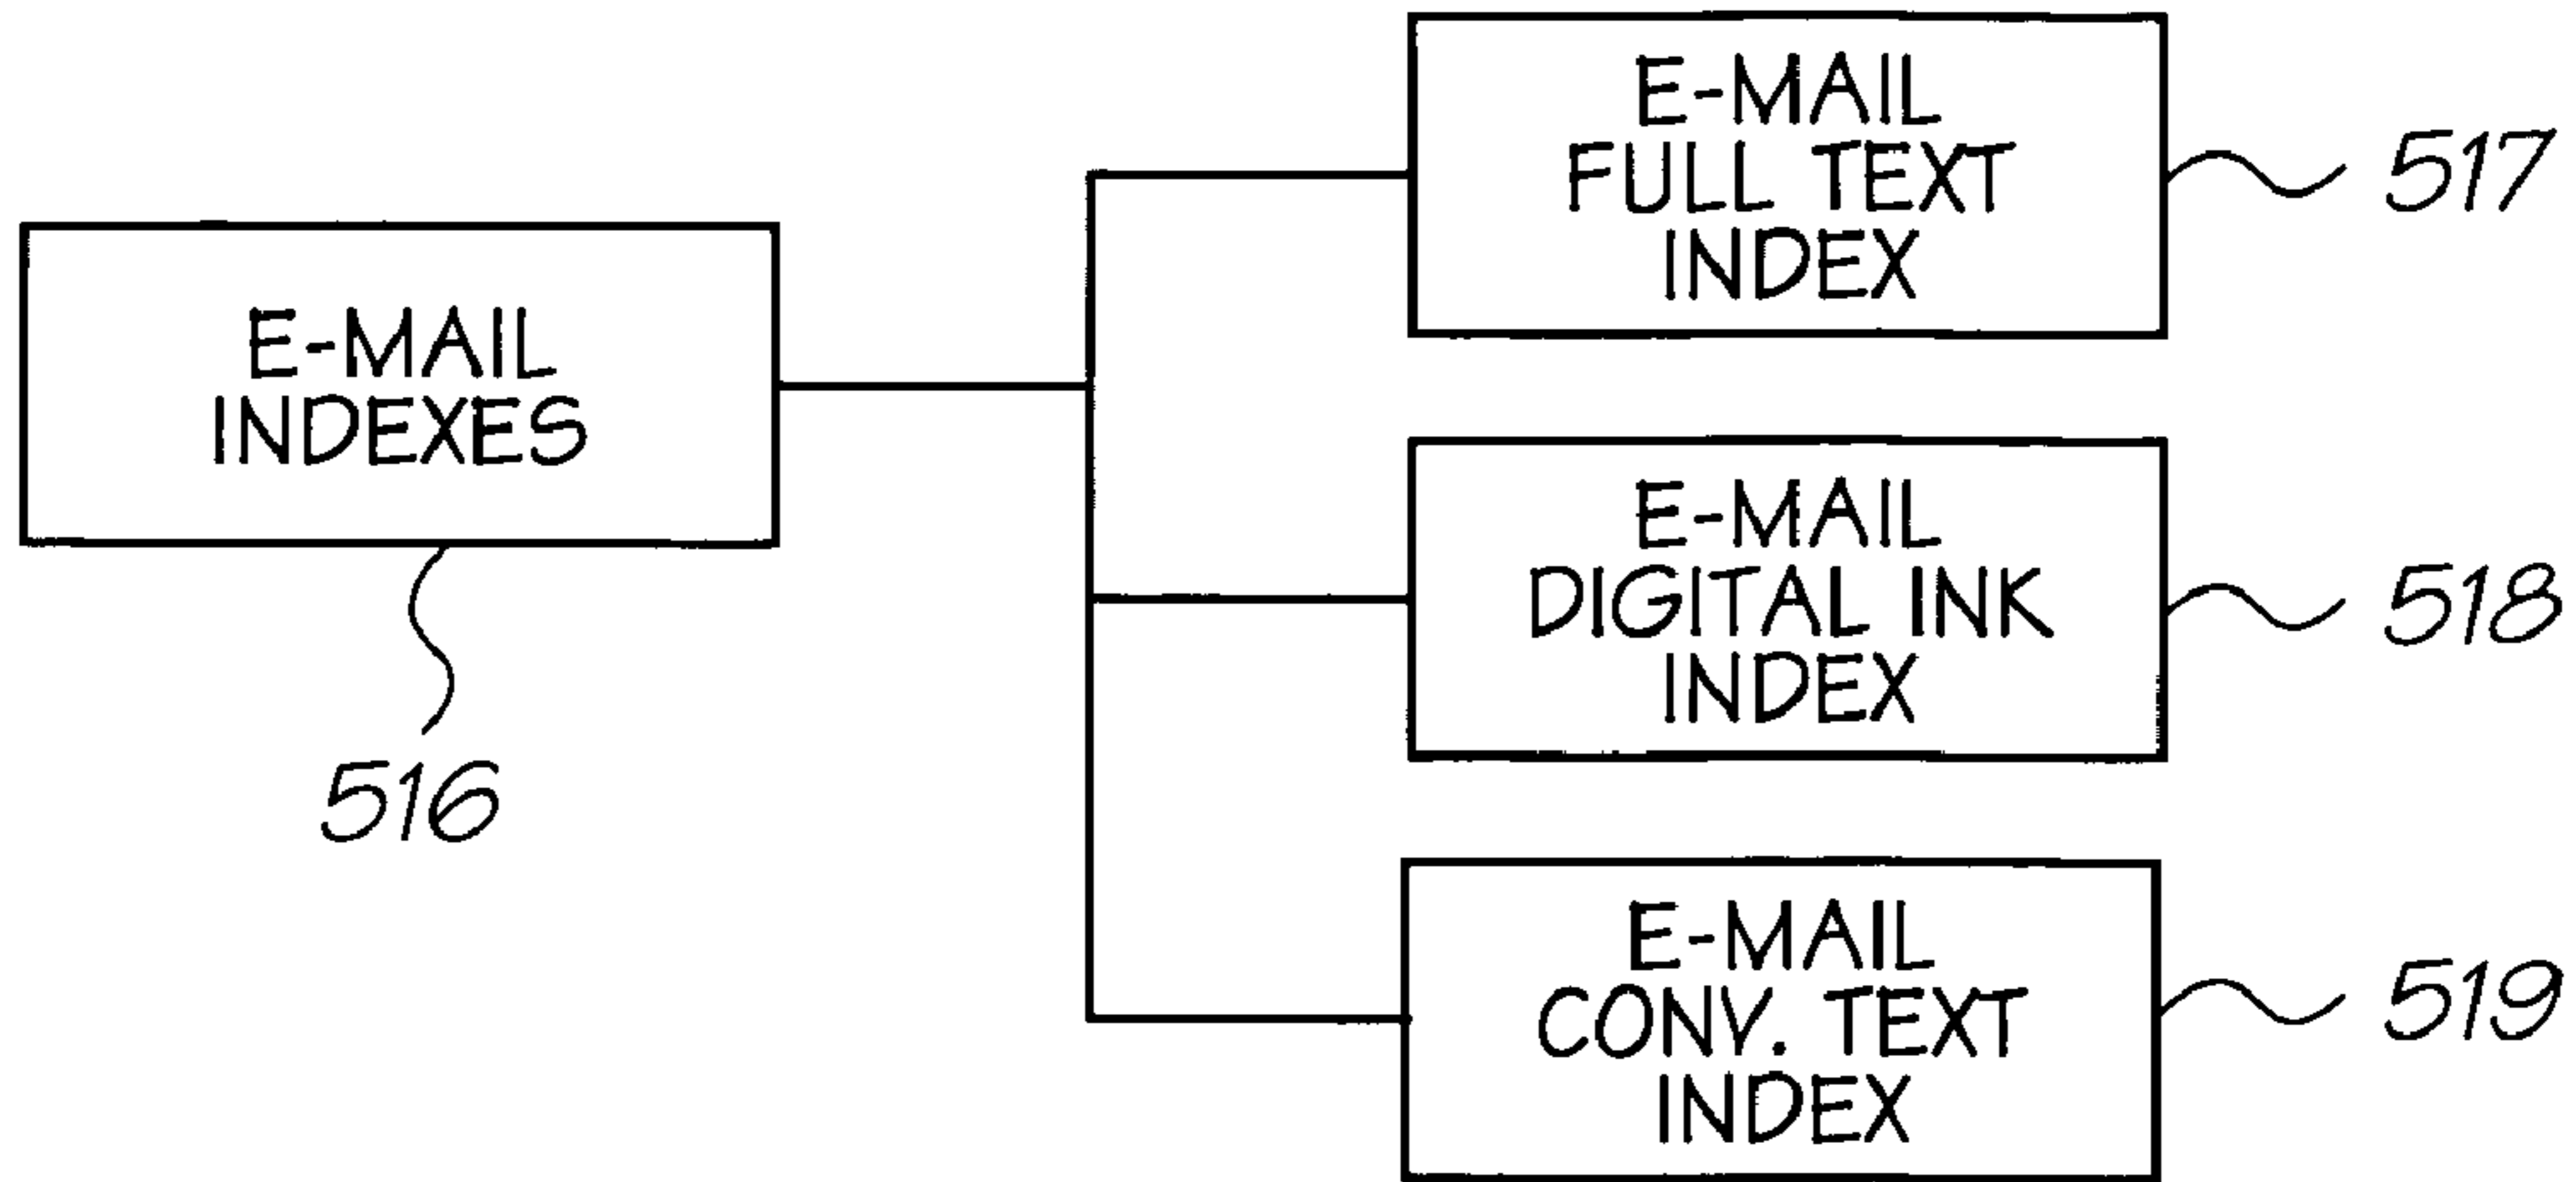 E-MAIL
INDEXES
516
E-MAIL
FULL TEXT
INDEX
517
E-MAIL
DIGITAL INK
INDEX
518
E-MAIL
CONV. TEXT
INDEX
519